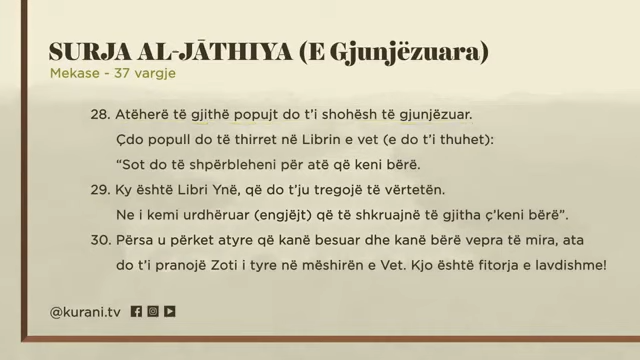 SURJA AL-JĀTHIYA (E Gjunjëzuara)
Mekase - 37 vargje
28. Atëherë të gjithë popujt do t’i shohësh të gjunjëzuar.
Çdo popull do të thirret në Librin e vet (e do t’i thuhet):
“Sot do të shpërbleheni për atë që keni bërë.
29. Ky është Libri Ynë, që do t’ju tregojë të vërtetën.
Ne i kemi urdhëruar (engjëjt) që të shkruajnë të gjitha ç’keni bërë”.
30. Përsa u përket atyre që kanë besuar dhe kanë bërë vepra të mira, ata
do t’i pranojë Zoti i tyre në mëshirën e Vet. Kjo është fitorja e lavdishme!
@kurani.tv